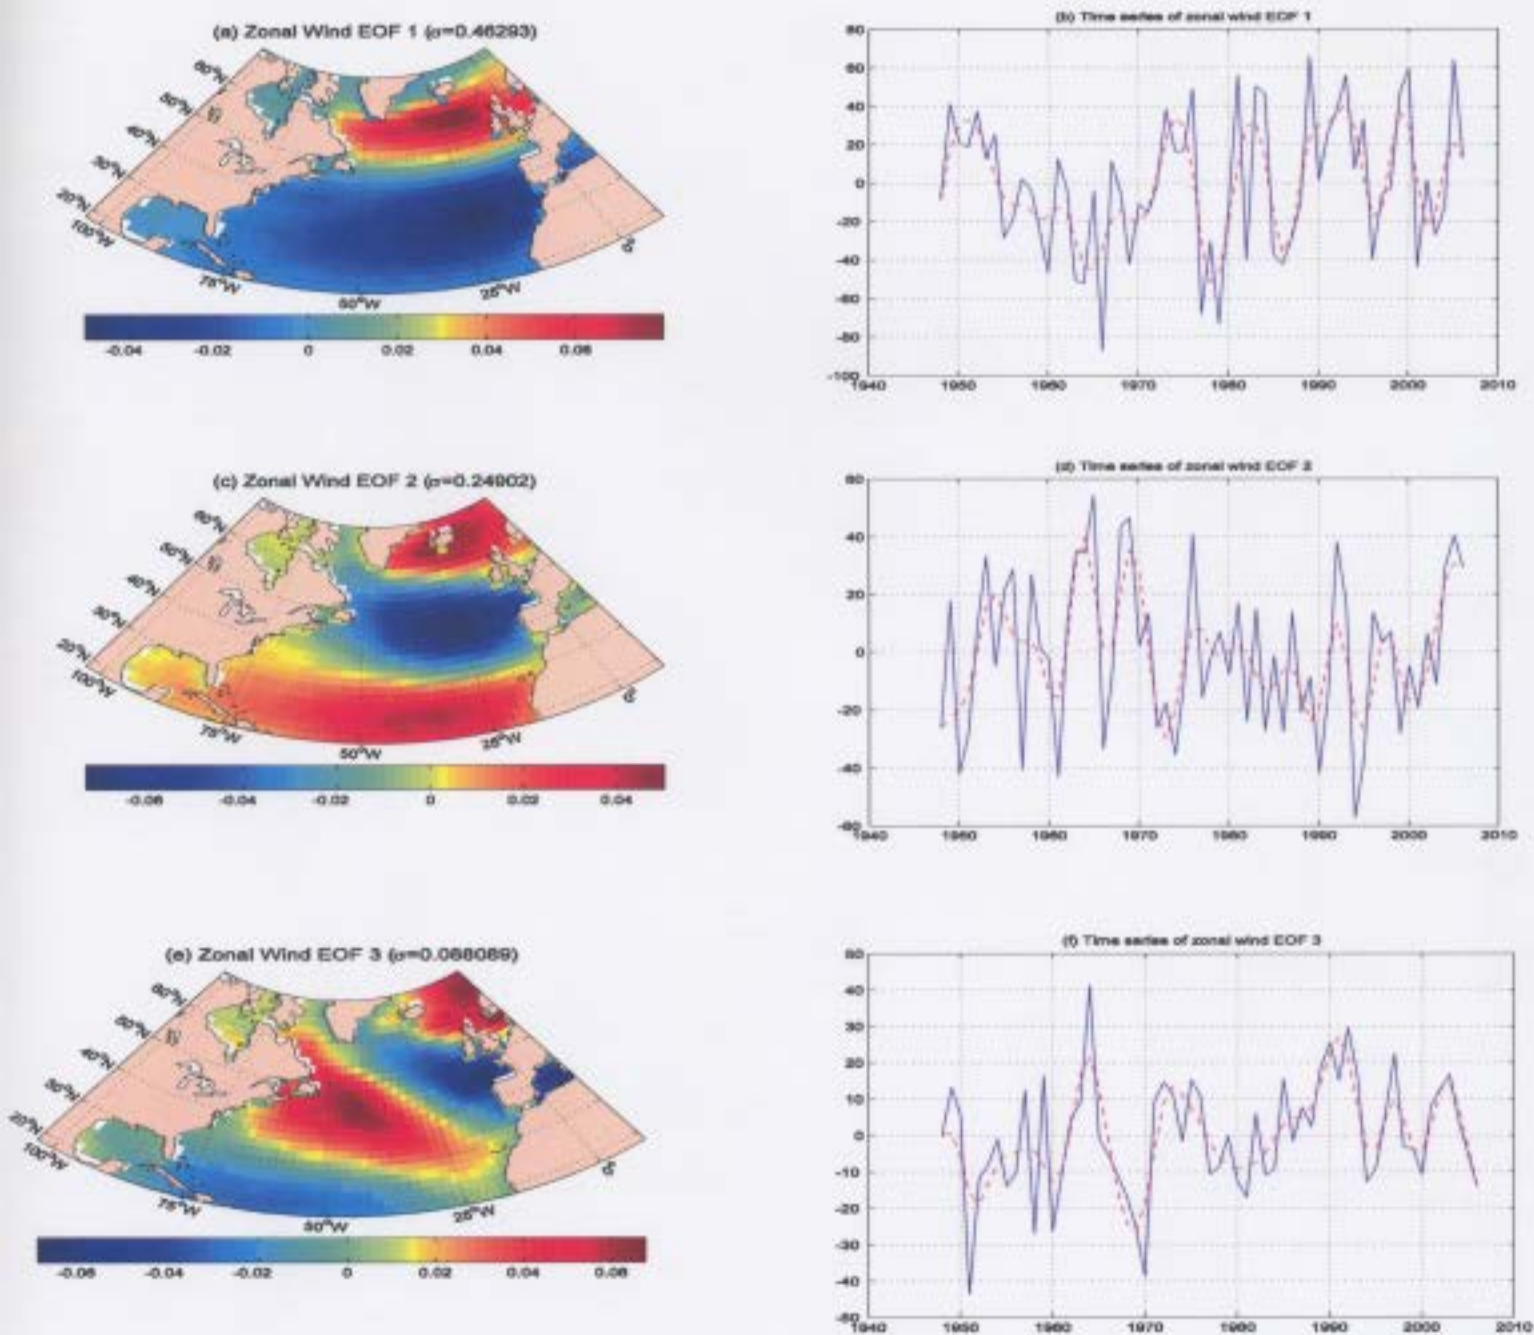 (a) Zonal Wind EOF 1 (σ=0.46293)
60°N
50°N
40°N
30°N
20°N
100°W
75°W
50°W
25°W
0°
-0.04 -0.02 0 0.02 0.04 0.06
(b) Time series of zonal wind EOF 1
80
60
40
20
0
-20
-40
-60
-80
-100
1940 1950 1960 1970 1980 1990 2000 2010
(c) Zonal Wind EOF 2 (σ=0.24902)
60°N
50°N
40°N
30°N
20°N
100°W
75°W
50°W
25°W
0°
-0.06 -0.04 -0.02 0 0.02 0.04
(d) Time series of zonal wind EOF 2
60
40
20
0
-20
-40
-60
1940 1950 1960 1970 1980 1990 2000 2010
(e) Zonal Wind EOF 3 (σ=0.088089)
60°N
50°N
40°N
30°N
20°N
100°W
75°W
50°W
25°W
0°
-0.06 -0.04 -0.02 0 0.02 0.04 0.06
(f) Time series of zonal wind EOF 3
50
40
30
20
10
0
-10
-20
-30
-40
-50
1940 1950 1960 1970 1980 1990 2000 2010